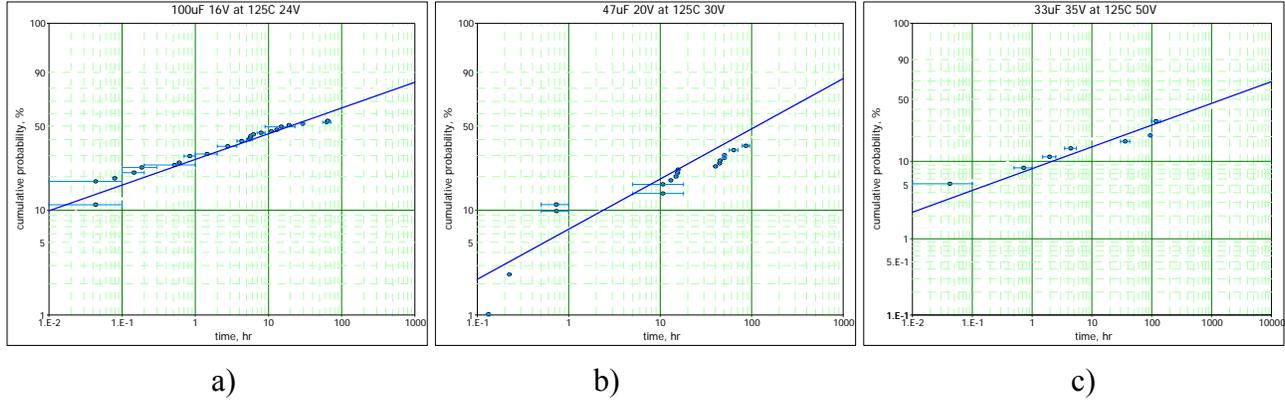 100uF 16V at 125C 24V
cumulative probability, %
100
90
50
10
5
1
1.E-2
1.E-1
1
10
100
1000
time, hr
a)
47uF 20V at 125C 30V
cumulative probability, %
100
90
50
10
5
1
1.E-1
1
10
100
1000
time, hr
b)
33uF 35V at 125C 50V
cumulative probability, %
100
90
50
10
5
1
5.E-1
1.E-1
1.E-2
1.E-1
1
10
100
1000
10000
time, hr
c)